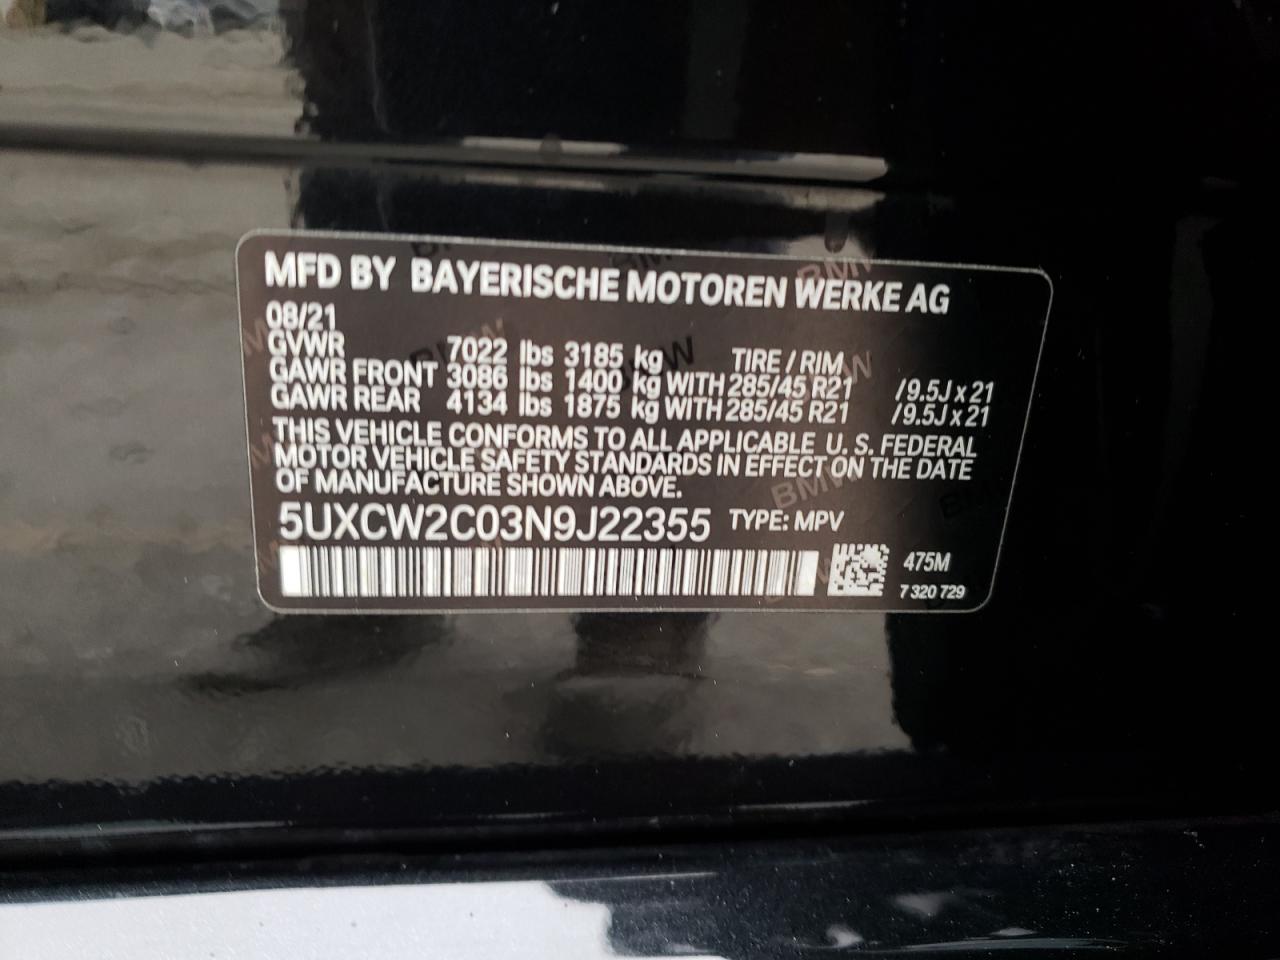 MFD BY BAYERISCHE MOTOREN WERKE AG
08/21
GVWR 7022 lbs 3185 kg TIRE / RIM
GAWR FRONT 3086 lbs 1400 kg WITH 285/45 R21 /9.5J x 21
GAWR REAR 4134 lbs 1875 kg WITH 285/45 R21 /9.5J x 21
THIS VEHICLE CONFORMS TO ALL APPLICABLE U. S. FEDERAL
MOTOR VEHICLE SAFETY STANDARDS IN EFFECT ON THE DATE
OF MANUFACTURE SHOWN ABOVE.
5UXCW2C03N9J22355 TYPE: MPV
475M
7 320 729